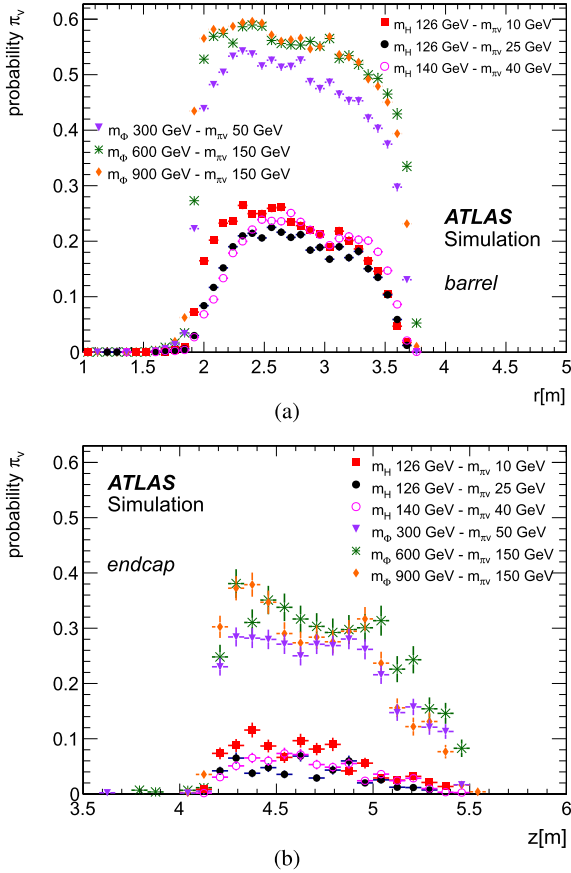 probability πᵥ
0.6
0.5
0.4
0.3
0.2
0.1
0
m_H 126 GeV - m_πv 10 GeV
m_H 126 GeV - m_πv 25 GeV
m_H 140 GeV - m_πv 40 GeV
m_Φ 300 GeV - m_πv 50 GeV
m_Φ 600 GeV - m_πv 150 GeV
m_Φ 900 GeV - m_πv 150 GeV
ATLAS
Simulation
barrel
1 1.5 2 2.5 3 3.5 4 4.5 5
r[m]
(a)
probability πᵥ
0.6
0.5
0.4
0.3
0.2
0.1
0
ATLAS
Simulation
endcap
m_H 126 GeV - m_πv 10 GeV
m_H 126 GeV - m_πv 25 GeV
m_H 140 GeV - m_πv 40 GeV
m_Φ 300 GeV - m_πv 50 GeV
m_Φ 600 GeV - m_πv 150 GeV
m_Φ 900 GeV - m_πv 150 GeV
3.5 4 4.5 5 5.5 6
z[m]
(b)